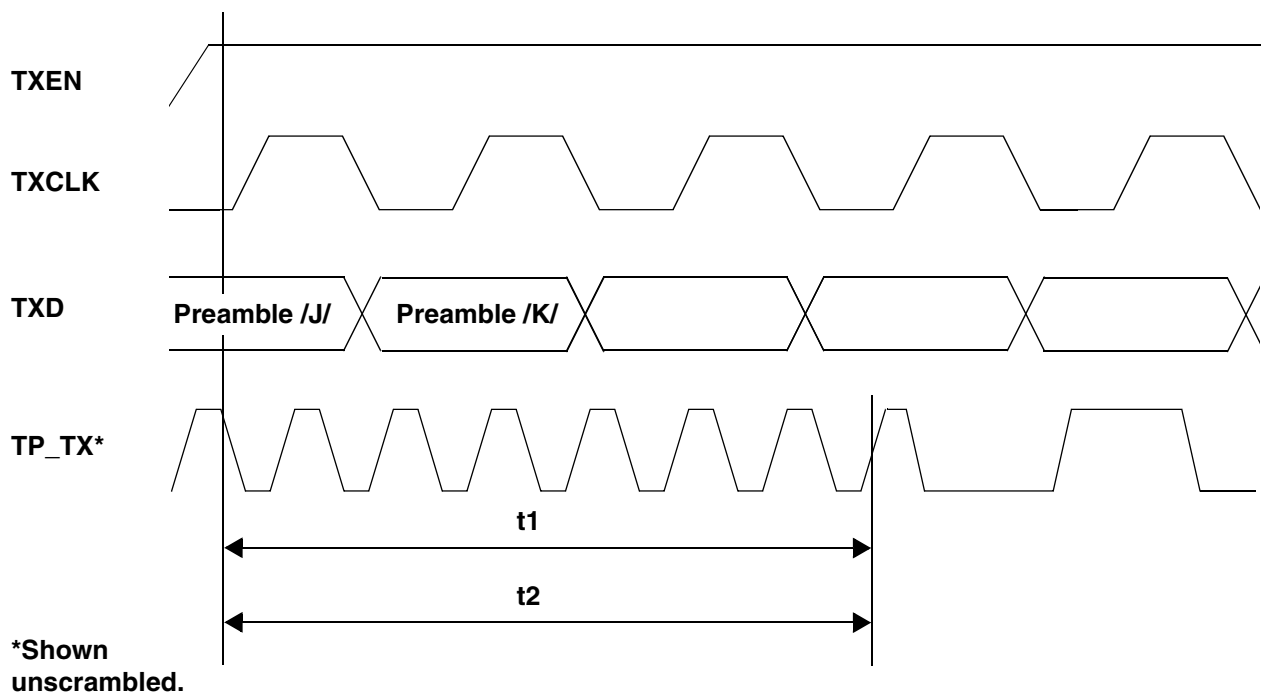 TXEN
TXCLK
TXD
Preamble /J/
Preamble /K/
TP_TX*
t1
t2
*Shown
unscrambled.